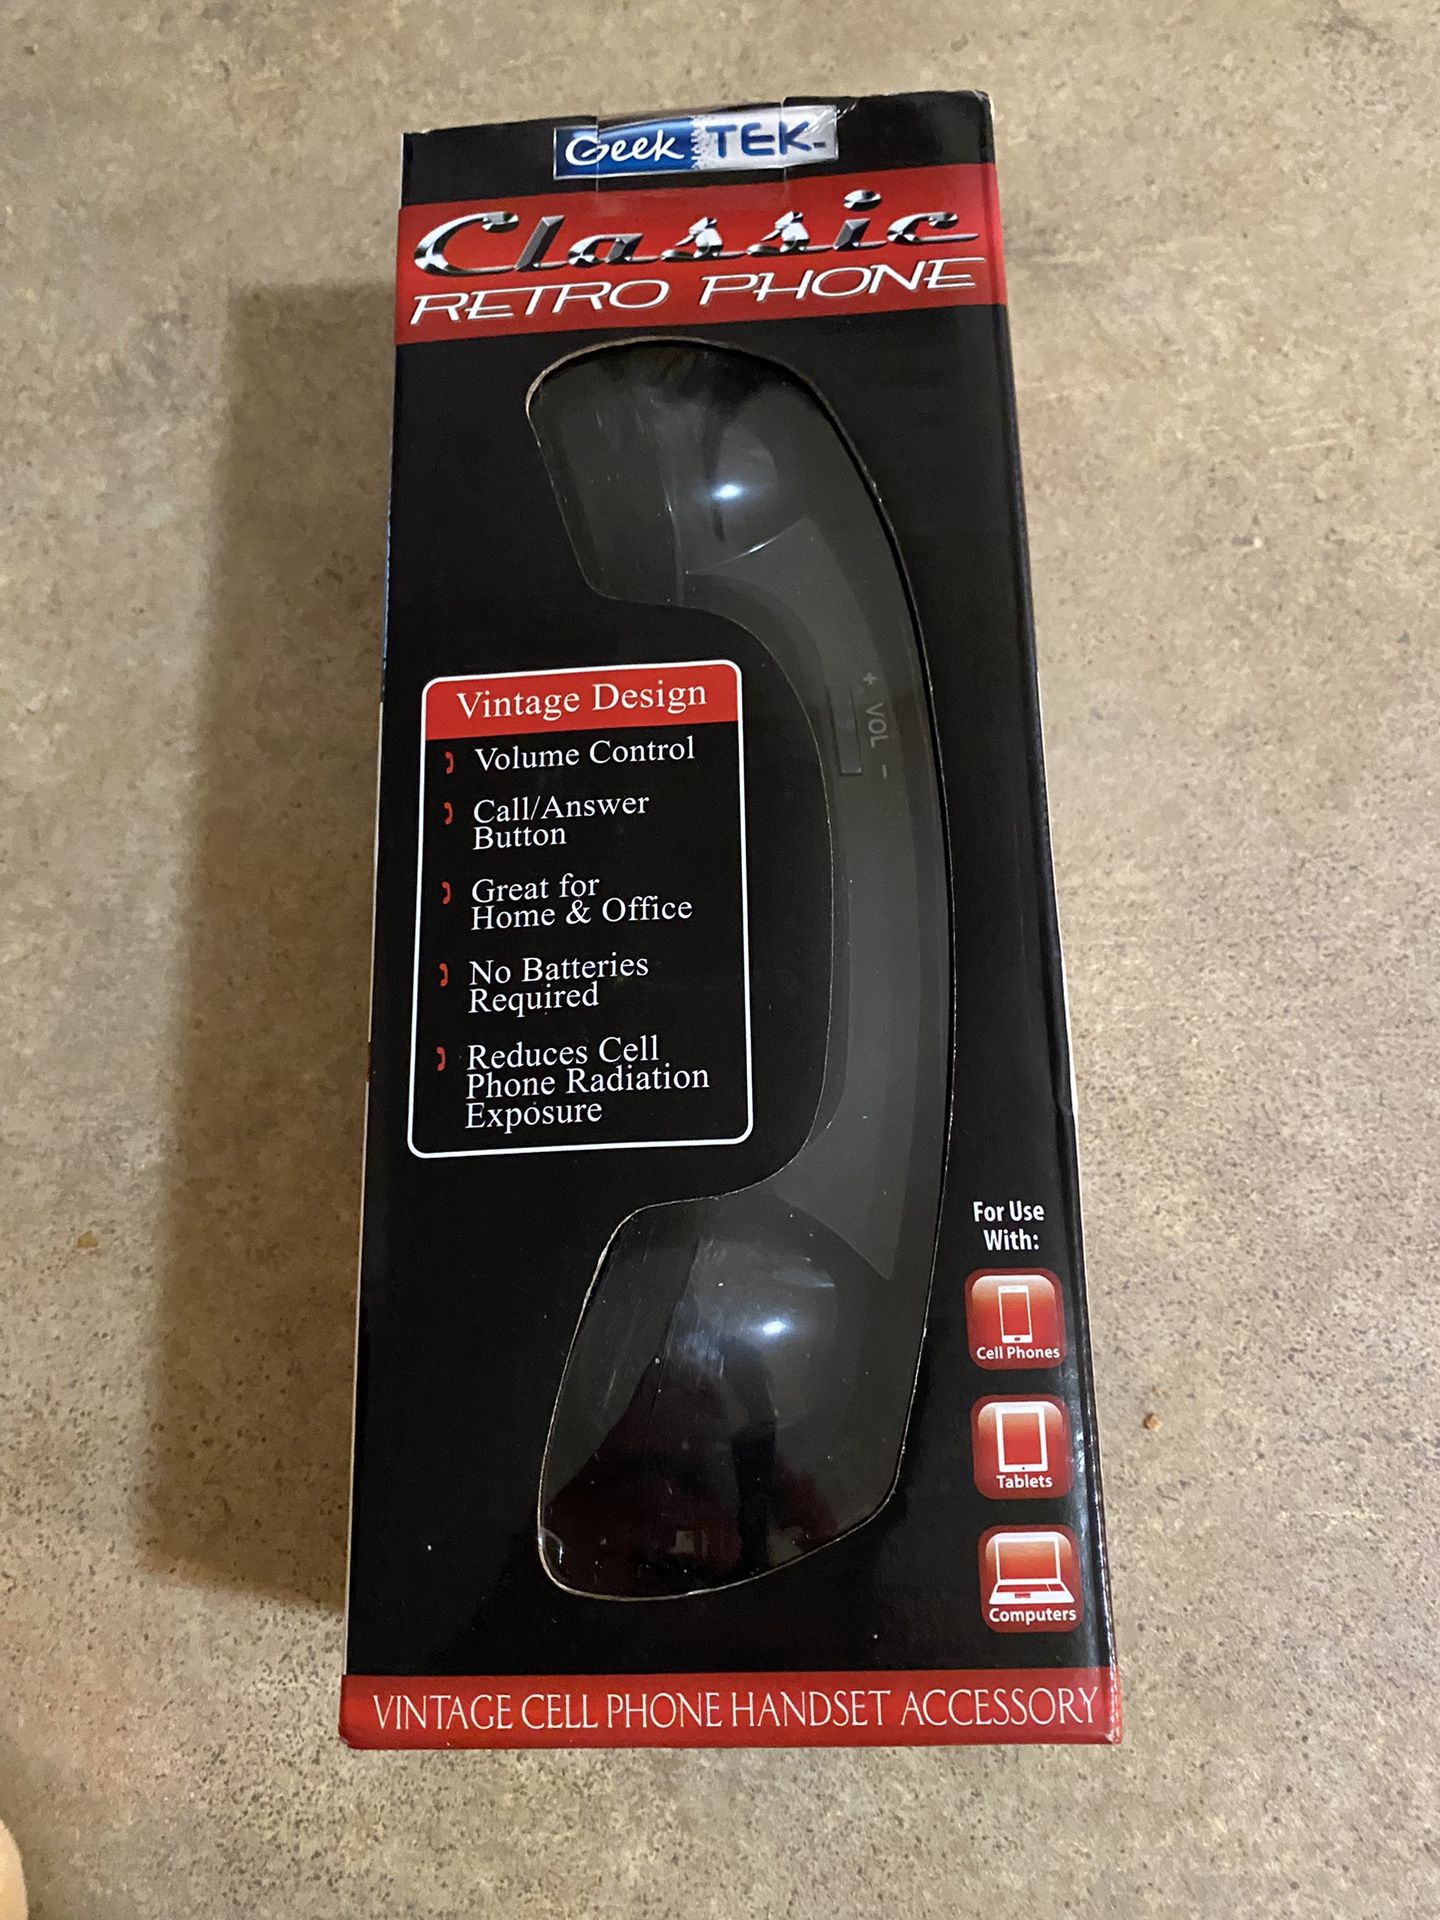 Geek TEK
Classic
RETRO PHONE
+ VOL -
Vintage Design
Volume Control
Call/Answer
Button
Great for
Home & Office
No Batteries
Required
Reduces Cell
Phone Radiation
Exposure
For Use
With:
Cell Phones
Tablets
Computers
VINTAGE CELL PHONE HANDSET ACCESSORY